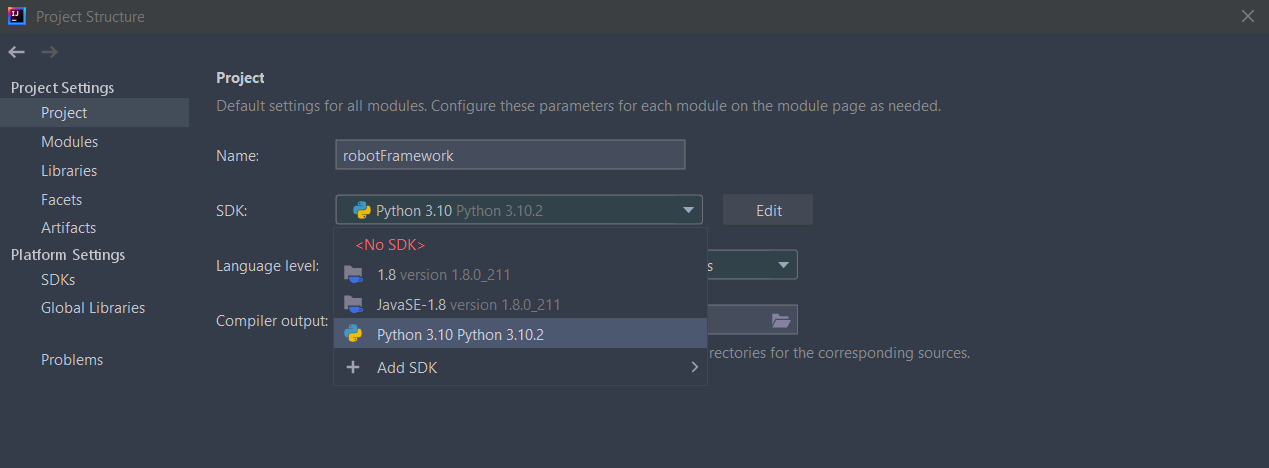 Project Structure
Project Settings
Project
Modules
Libraries
Facets
Artifacts
Platform Settings
SDKs
Global Libraries
Problems
Project
Default settings for all modules. Configure these parameters for each module on the module page as needed.
Name: robotFramework
SDK: Python 3.10 Python 3.10.2 Edit
<No SDK>
Language level: s
1.8 version 1.8.0_211
JavaSE-1.8 version 1.8.0_211
Compiler output:
Python 3.10 Python 3.10.2
rectories for the corresponding sources.
Add SDK